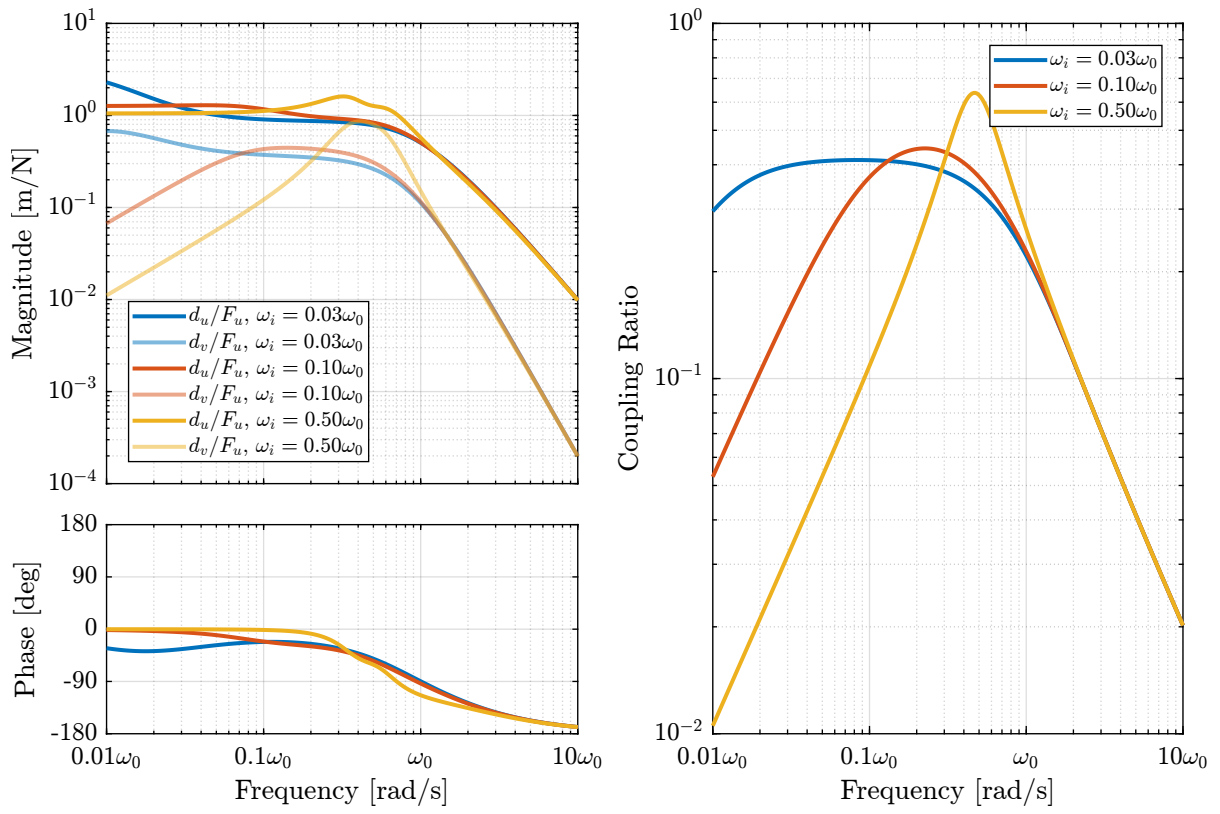 10^1
10^0
10^{-1}
10^{-2}
10^{-3}
10^{-4}
Magnitude [m/N]
d_u/F_u, ω_i = 0.03ω_0
d_v/F_u, ω_i = 0.03ω_0
d_u/F_u, ω_i = 0.10ω_0
d_v/F_u, ω_i = 0.10ω_0
d_u/F_u, ω_i = 0.50ω_0
d_v/F_u, ω_i = 0.50ω_0
180
90
0
-90
-180
Phase [deg]
0.01ω_0
0.1ω_0
ω_0
10ω_0
Frequency [rad/s]
10^0
10^{-1}
10^{-2}
Coupling Ratio
ω_i = 0.03ω_0
ω_i = 0.10ω_0
ω_i = 0.50ω_0
0.01ω_0
0.1ω_0
ω_0
10ω_0
Frequency [rad/s]